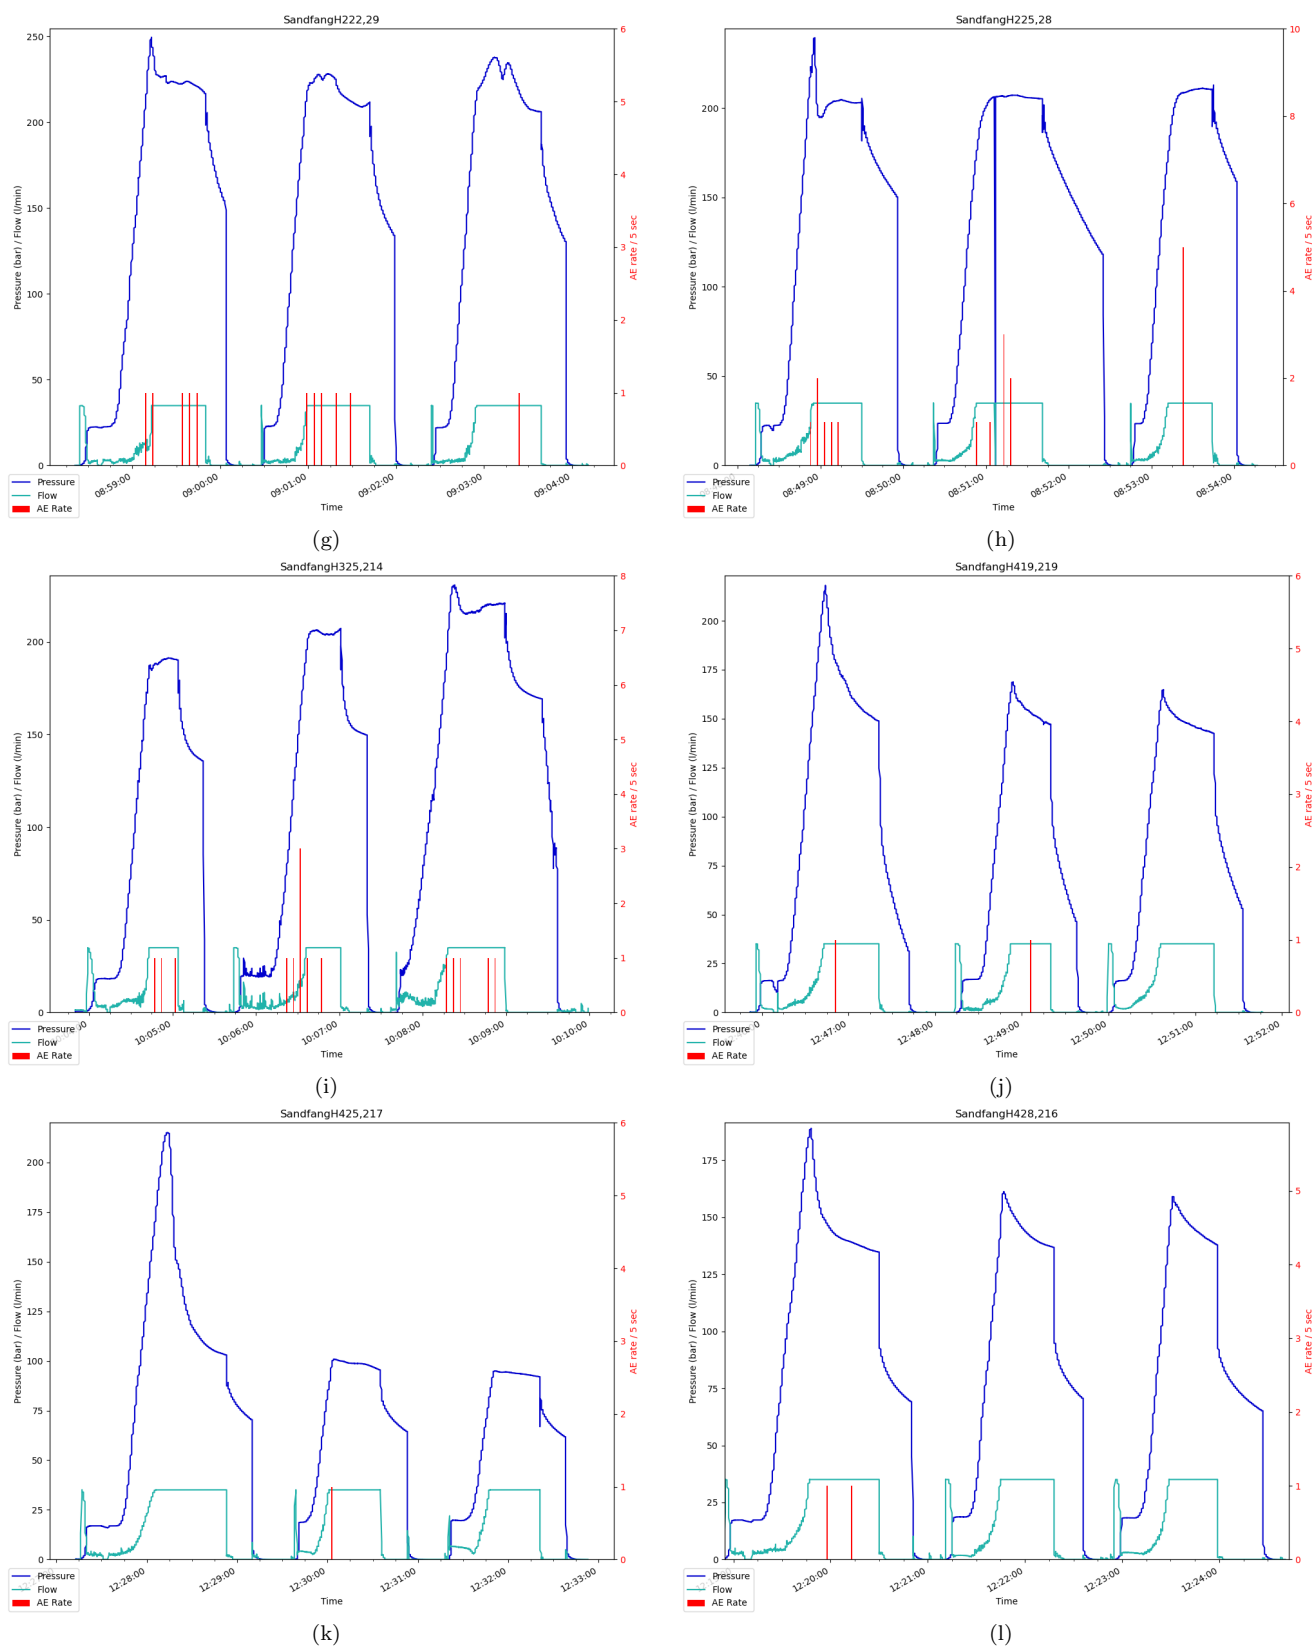 SandfangH222,29
Pressure (bar) / Flow (l/min)
250
200
150
100
50
0
6
5
4
3
2
1
0
AE rate / 5 sec
08:59:00
09:00:00
09:01:00
09:02:00
09:03:00
09:04:00
Time
Pressure
Flow
AE Rate
(g)
SandfangH225,28
Pressure (bar) / Flow (l/min)
200
150
100
50
0
10
8
6
4
2
0
AE rate / 5 sec
08:49:00
08:50:00
08:51:00
08:52:00
08:53:00
08:54:00
Time
Pressure
Flow
AE Rate
(h)
SandfangH325,214
Pressure (bar) / Flow (l/min)
200
150
100
50
0
8
7
6
5
4
3
2
1
0
AE rate / 5 sec
10:05:00
10:06:00
10:07:00
10:08:00
10:09:00
10:10:00
Time
Pressure
Flow
AE Rate
(i)
SandfangH419,219
Pressure (bar) / Flow (l/min)
200
175
150
125
100
75
50
25
0
6
5
4
3
2
1
0
AE rate / 5 sec
12:47:00
12:48:00
12:49:00
12:50:00
12:51:00
12:52:00
Time
Pressure
Flow
AE Rate
(j)
SandfangH425,217
Pressure (bar) / Flow (l/min)
200
175
150
125
100
75
50
25
0
6
5
4
3
2
1
0
AE rate / 5 sec
12:28:00
12:29:00
12:30:00
12:31:00
12:32:00
12:33:00
Time
Pressure
Flow
AE Rate
(k)
SandfangH428,216
Pressure (bar) / Flow (l/min)
175
150
125
100
75
50
25
0
5
4
3
2
1
0
AE rate / 5 sec
12:20:00
12:21:00
12:22:00
12:23:00
12:24:00
Time
Pressure
Flow
AE Rate
(l)